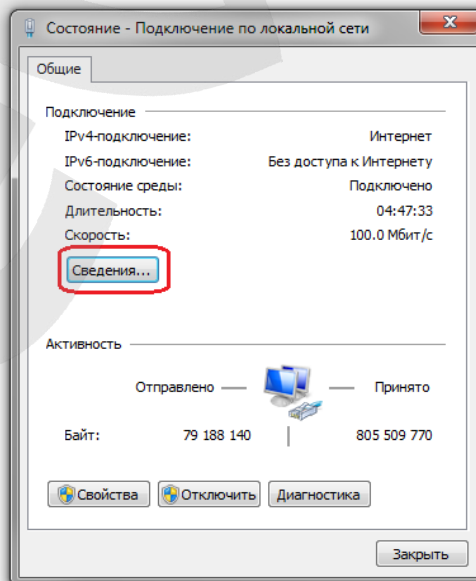 Состояние - Подключение по локальной сети
Общие
Подключение
IPv4-подключение: Интернет
IPv6-подключение: Без доступа к Интернету
Состояние среды: Подключено
Длительность: 04:47:33
Скорость: 100.0 Мбит/с
Сведения...
Активность
Отправлено — Принято
Байт: 79 188 140 | 805 509 770
Свойства Отключить Диагностика
Закрыть